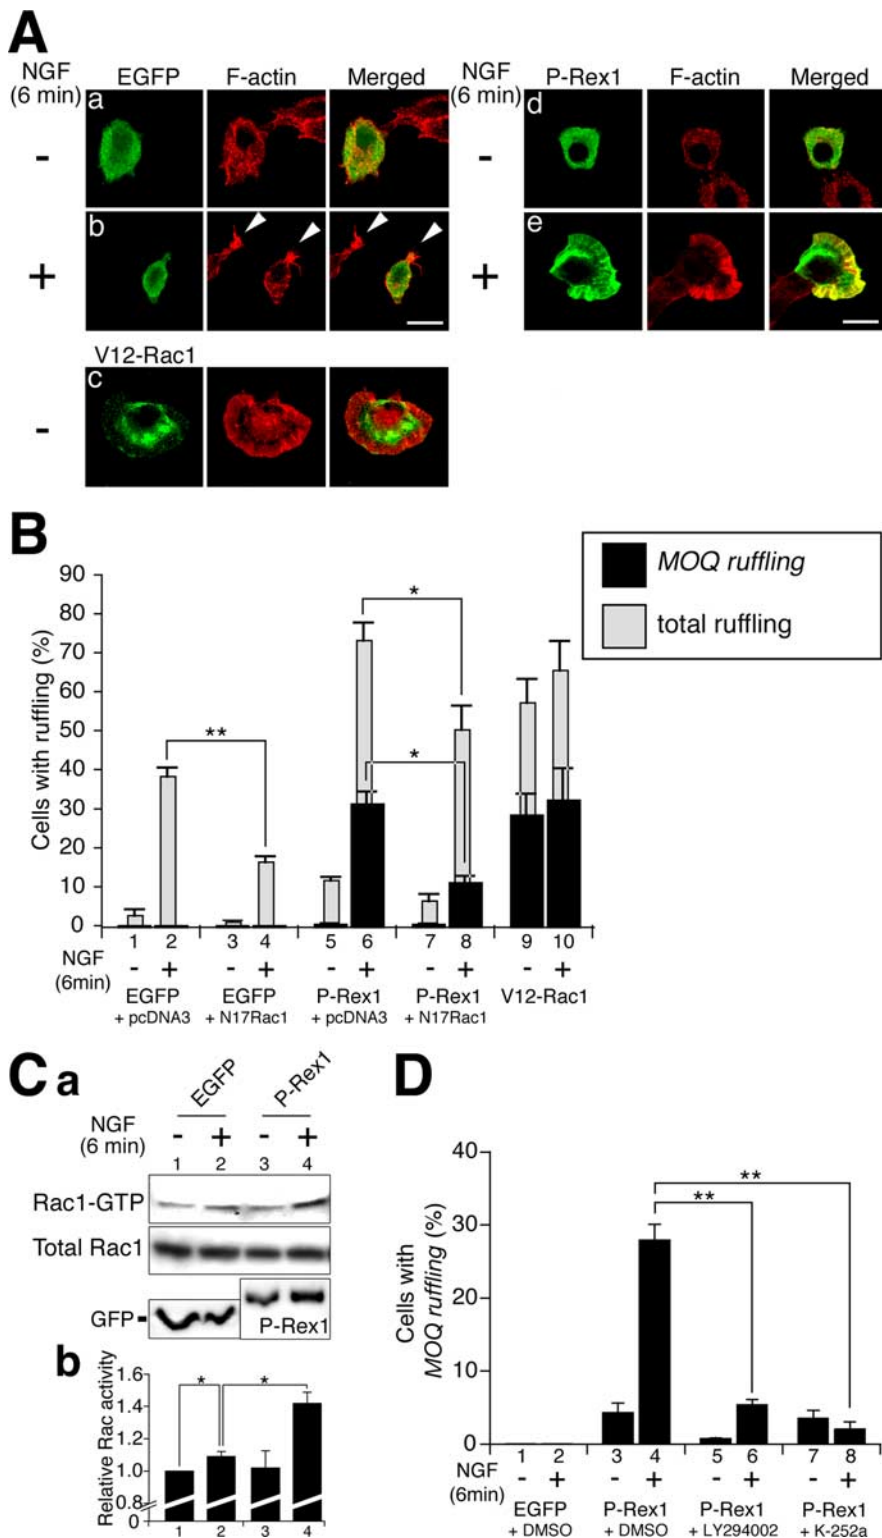 A
NGF
(6 min)
EGFP
F-actin
Merged
NGF
(6 min)
P-Rex1
F-actin
Merged
a
d
-
-
b
e
+
+
V12-Rac1
c
-
B
MOQ ruffling
total ruffling
Cells with ruffling (%)
90
80
70
60
50
40
30
20
10
0
**
*
*
1 2 3 4 5 6 7 8 9 10
NGF
(6min)
- + - + - + - + - +
EGFP
+ pcDNA3
EGFP
+ N17Rac1
P-Rex1
+ pcDNA3
P-Rex1
+ N17Rac1
V12-Rac1
C a
EGFP
P-Rex1
NGF
(6 min)
- + - +
1 2 3 4
Rac1-GTP
Total Rac1
GFP-
P-Rex1
b
Relative Rac activity
1.6
1.4
1.2
1.0
0.8
0
* *
1 2 3 4
D
Cells with
MOQ ruffling (%)
40
30
20
10
0
**
**
1 2 3 4 5 6 7 8
NGF
(6min)
- + - + - + - +
EGFP
+ DMSO
P-Rex1
+ DMSO
P-Rex1
+ LY294002
P-Rex1
+ K-252a